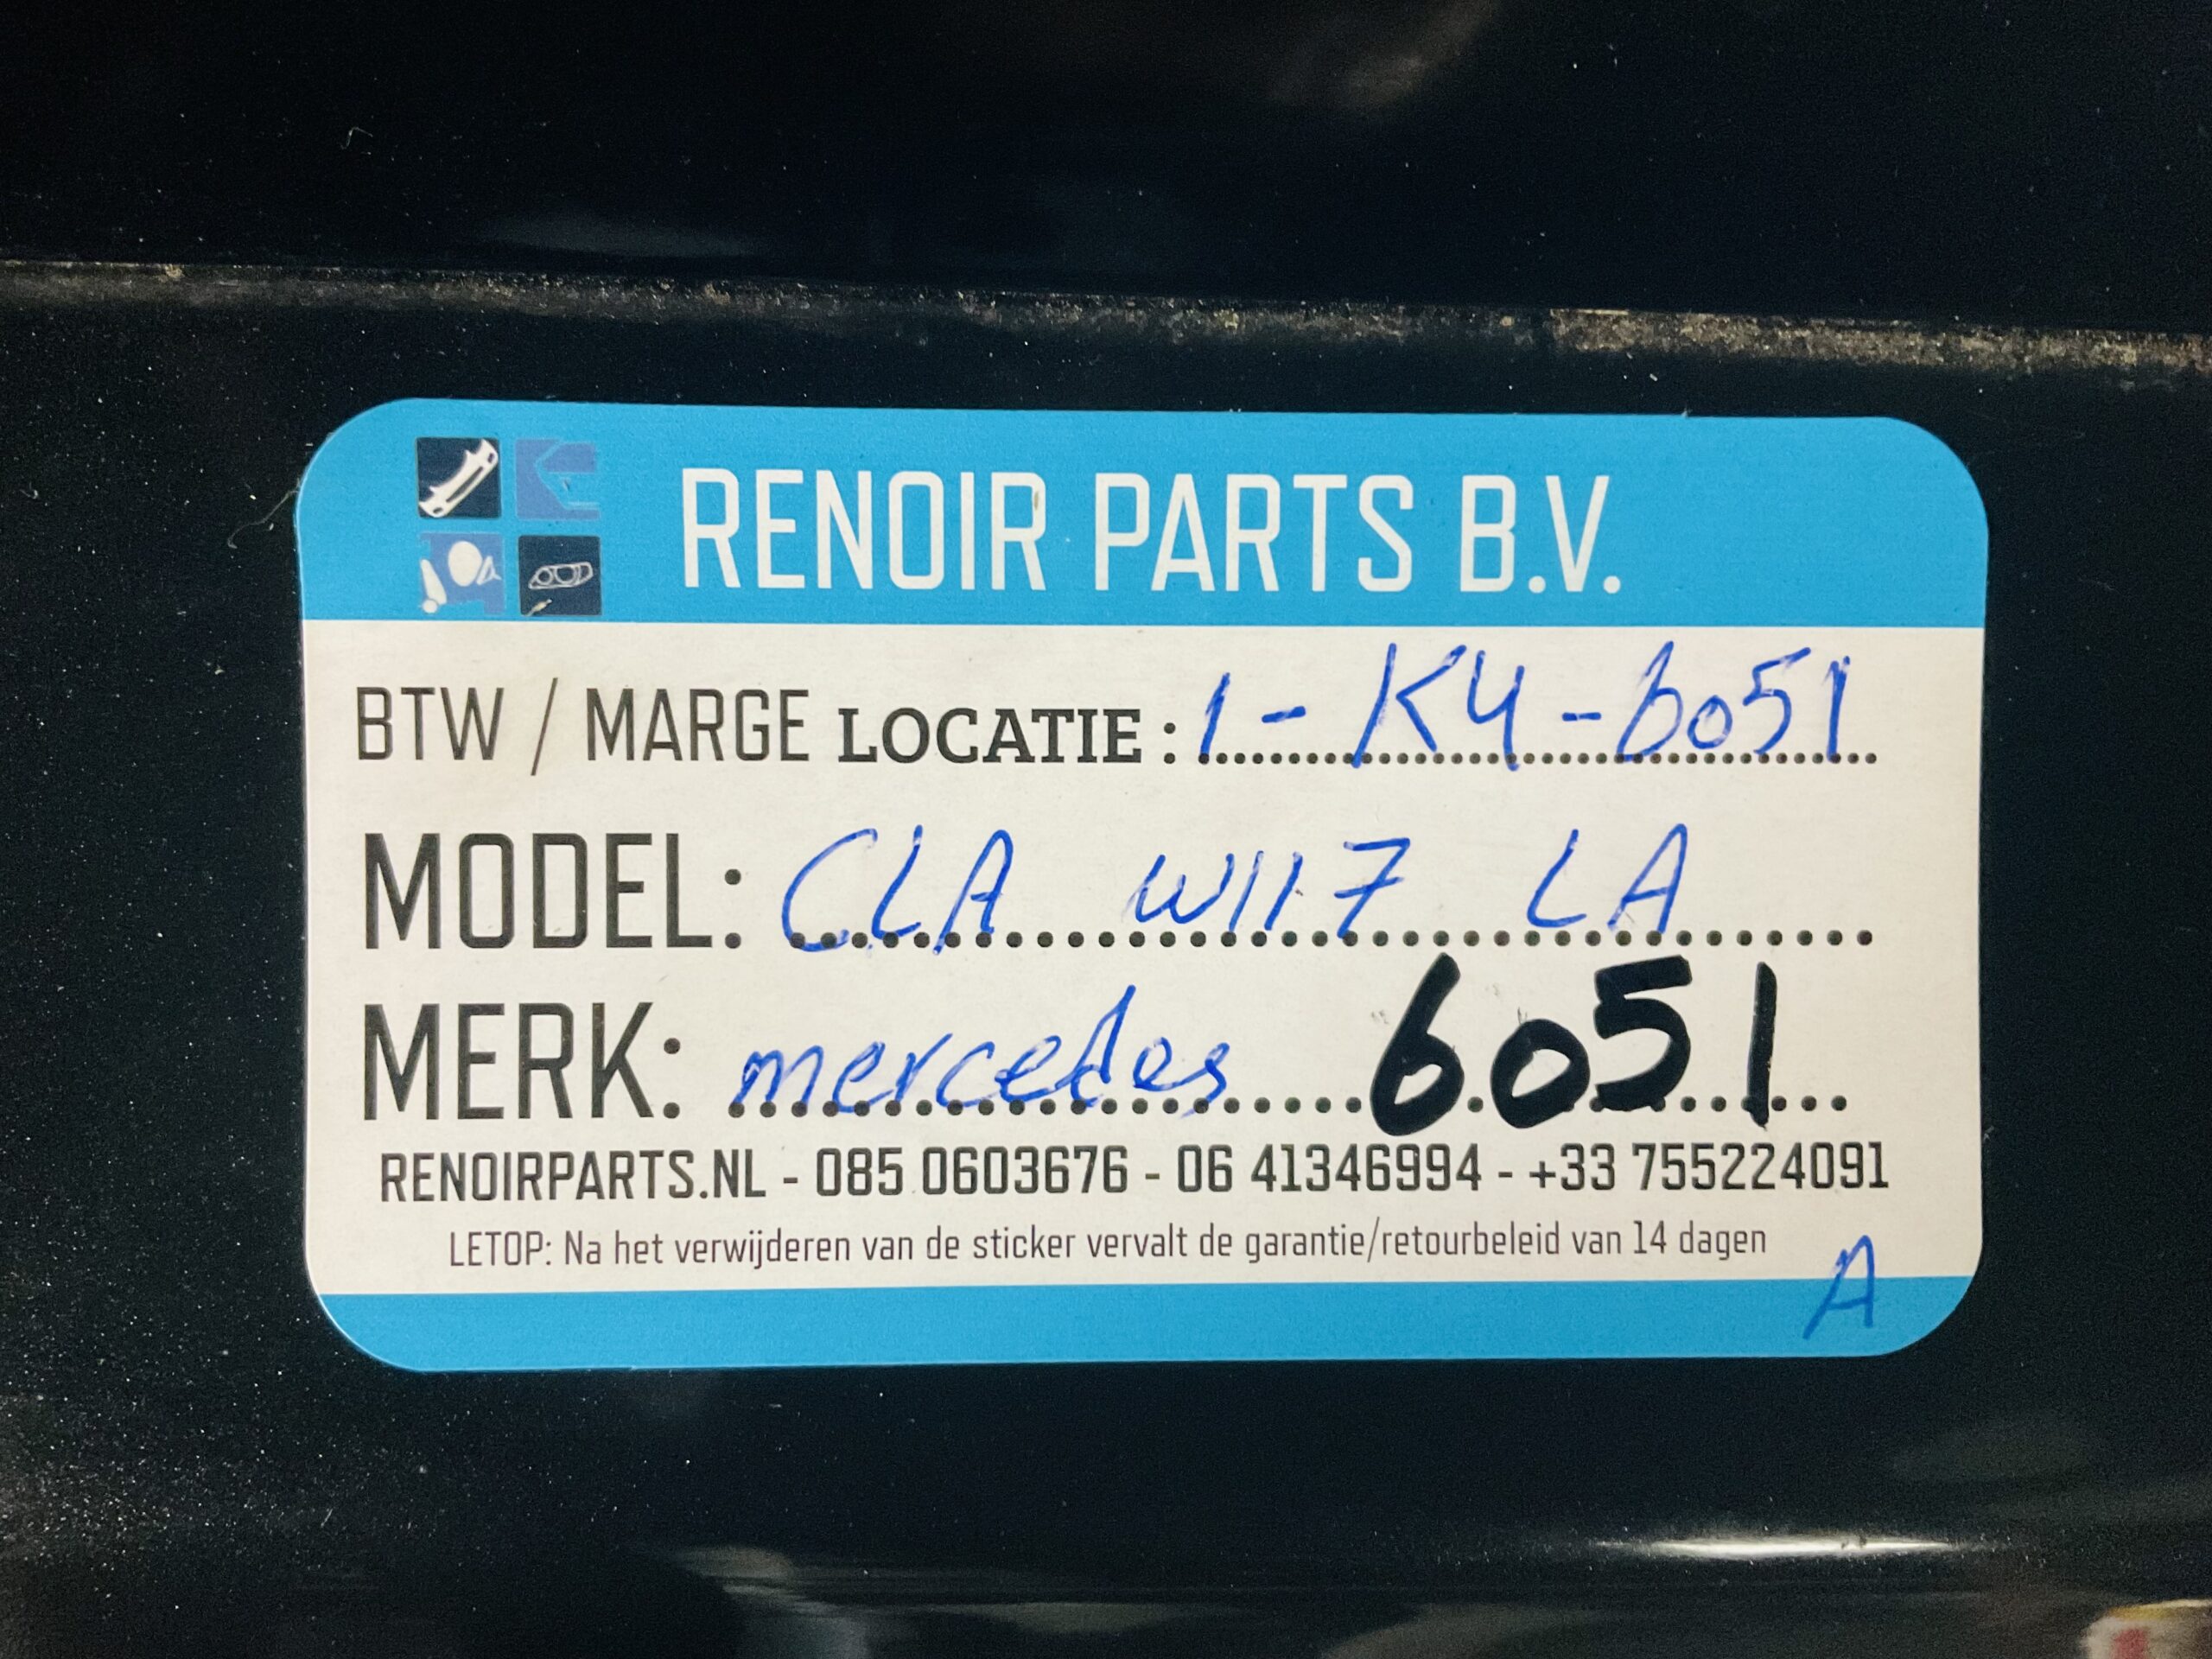 RENOIR PARTS B.V.
BTW / MARGE LOCATIE : 1 - K4 - 6051
MODEL: CLA W117 LA
MERK: mercedes 6051
RENOIRPARTS.NL - 085 0603676 - 06 41346994 - +33 755224091
LETOP: Na het verwijderen van de sticker vervalt de garantie/retourbeleid van 14 dagen
A